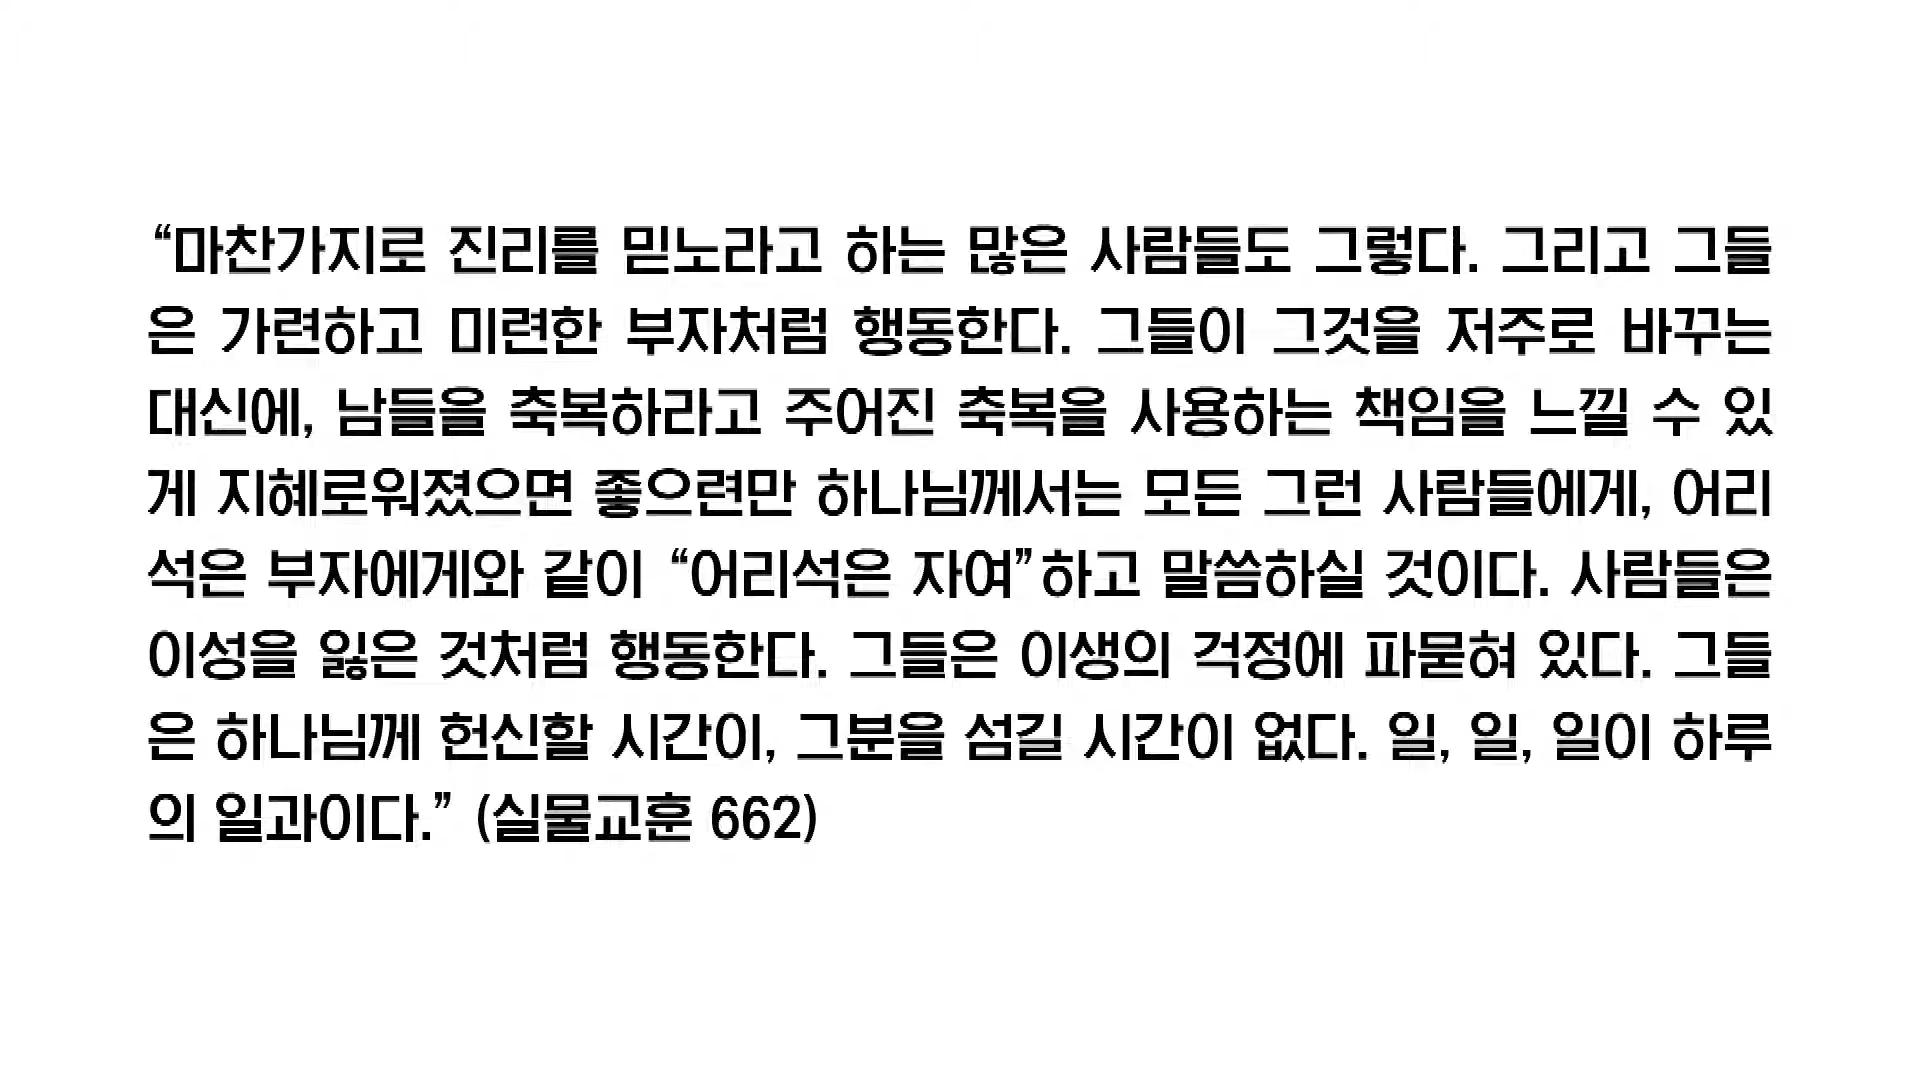 “마찬가지로 진리를 믿노라고 하는 많은 사람들도 그렇다. 그리고 그들
은 가련하고 미련한 부자처럼 행동한다. 그들이 그것을 저주로 바꾸는
대신에, 남들을 축복하라고 주어진 축복을 사용하는 책임을 느낄 수 있
게 지혜로워졌으면 좋으련만 하나님께서는 모든 그런 사람들에게, 어리
석은 부자에게와 같이 “어리석은 자여”하고 말씀하실 것이다. 사람들은
이성을 잃은 것처럼 행동한다. 그들은 이생의 걱정에 파묻혀 있다. 그들
은 하나님께 헌신할 시간이, 그분을 섬길 시간이 없다. 일, 일, 일이 하루
의 일과이다.” (실물교훈 662)